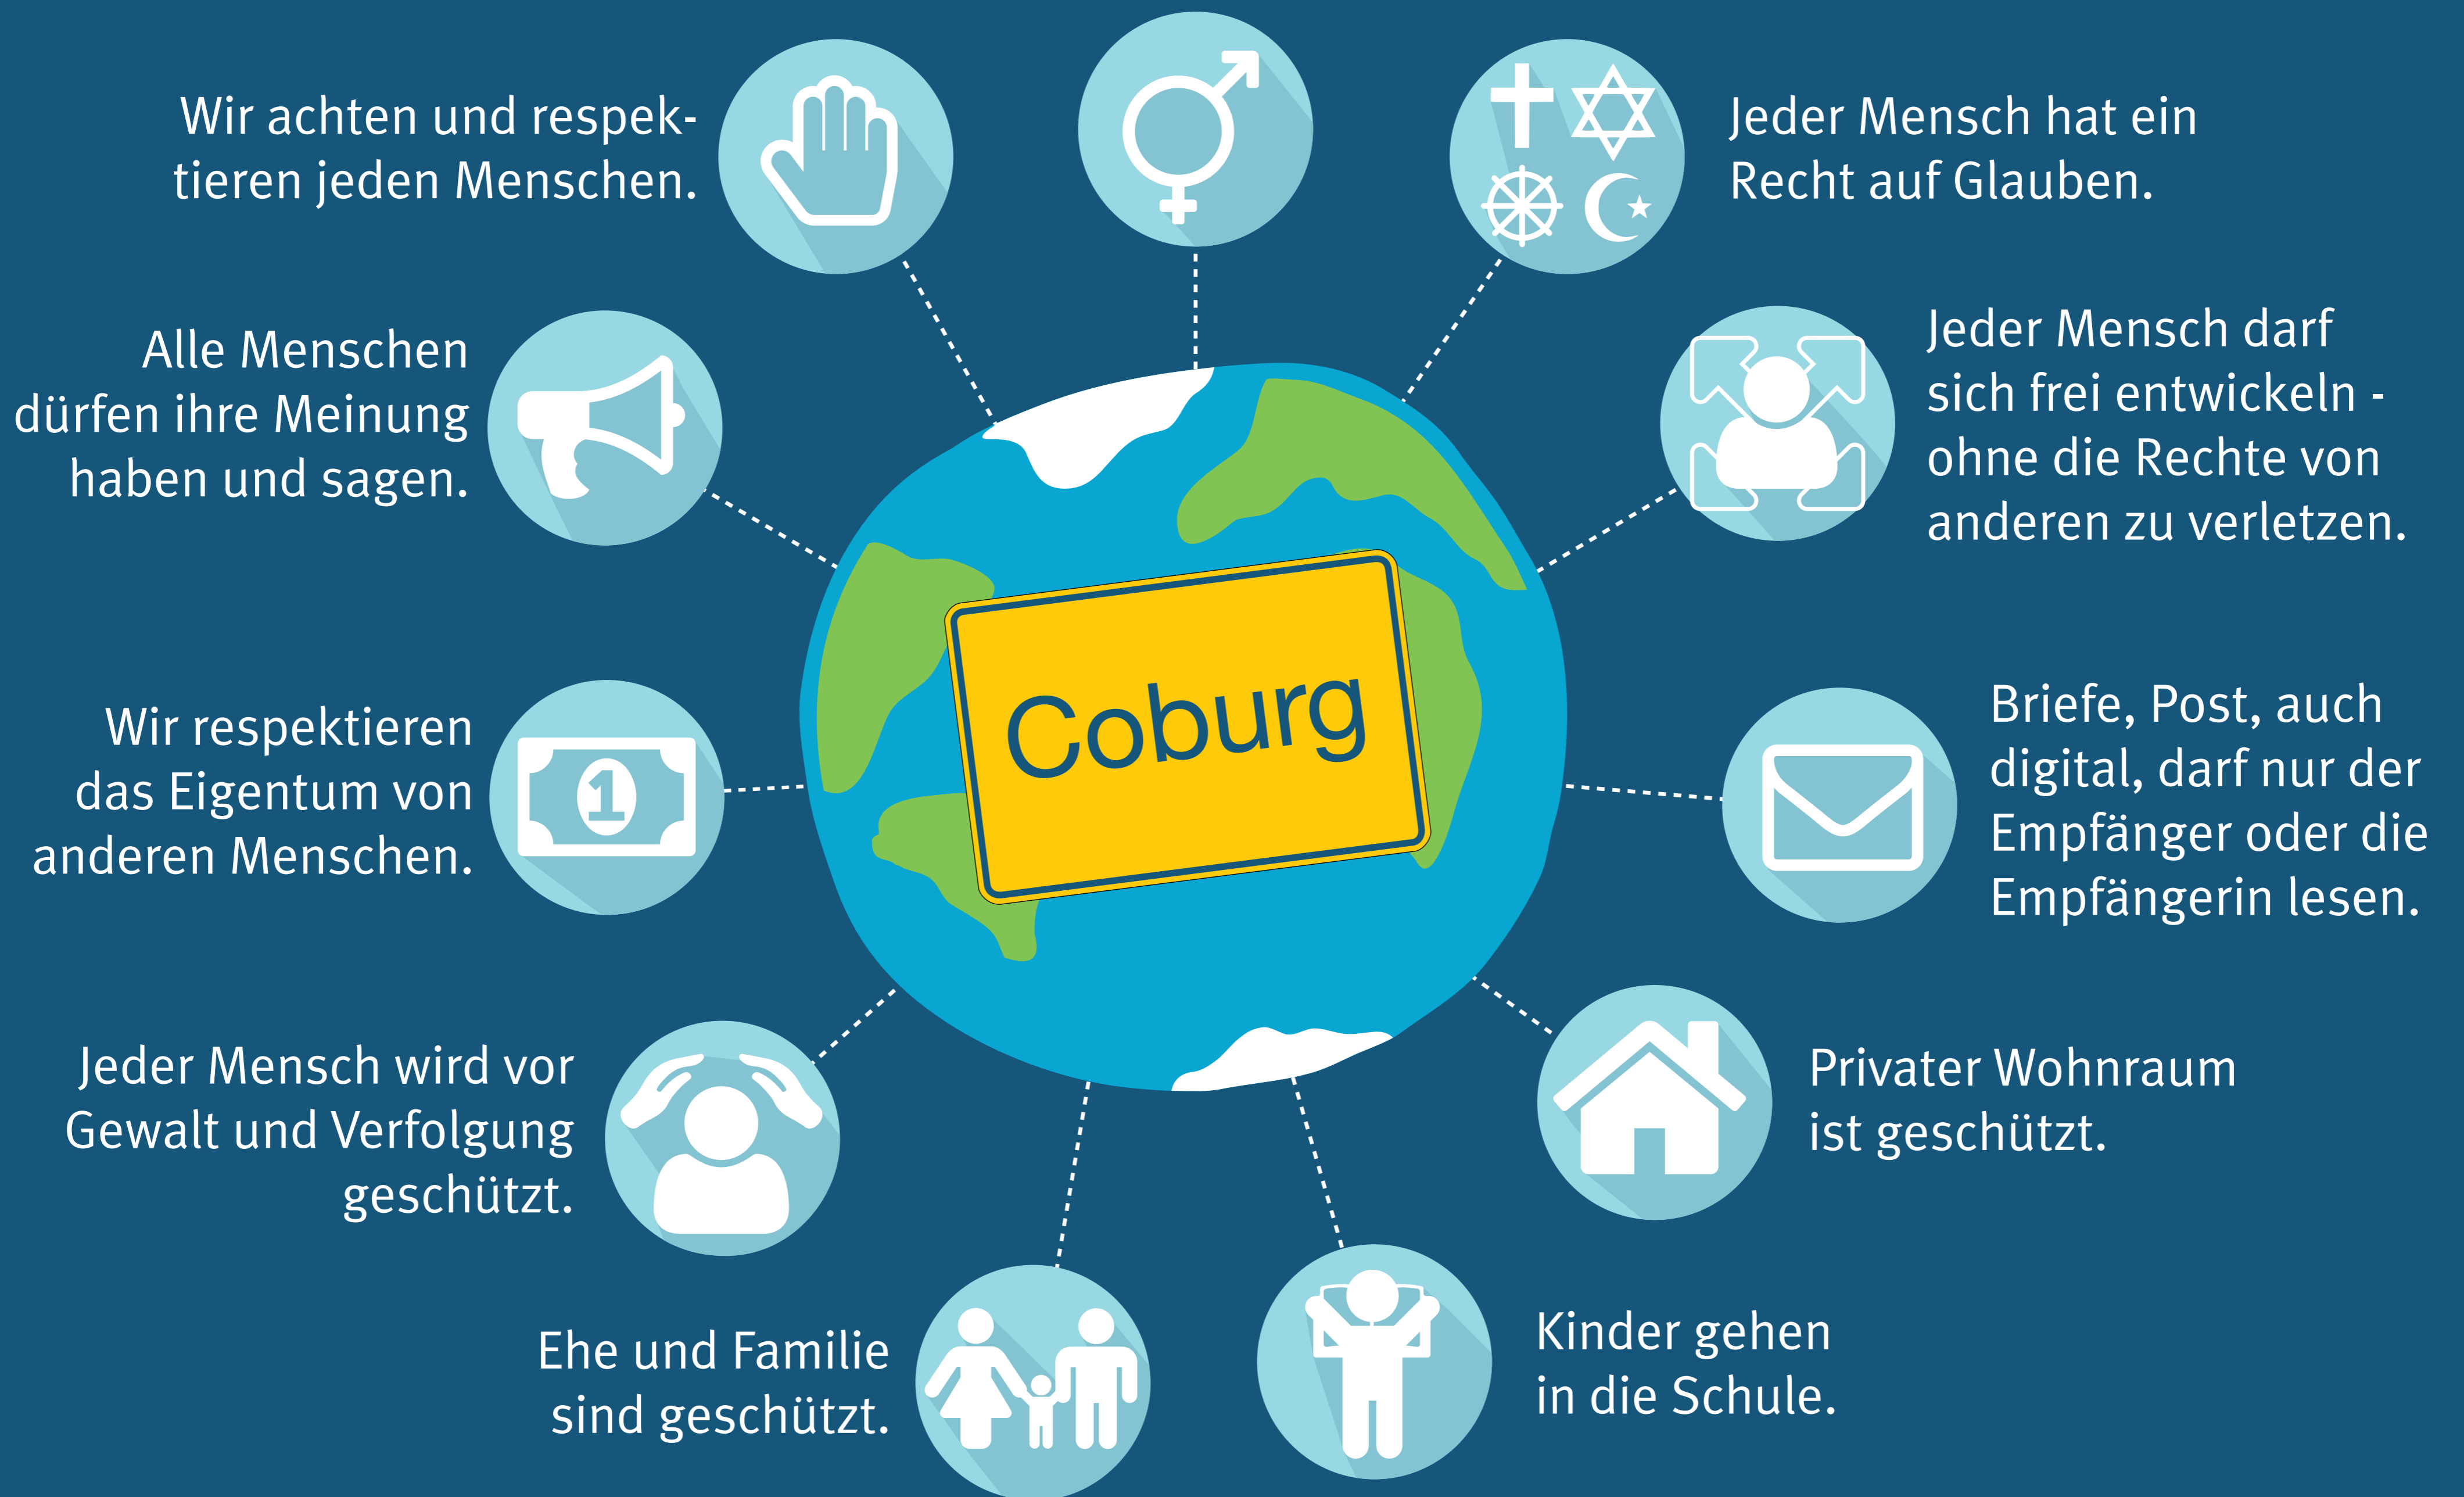 Wir achten und respek-
tieren jeden Menschen.
Jeder Mensch hat ein
Recht auf Glauben.
Alle Menschen
dürfen ihre Meinung
haben und sagen.
Jeder Mensch darf
sich frei entwickeln -
ohne die Rechte von
anderen zu verletzen.
Coburg
Wir respektieren
das Eigentum von
anderen Menschen.
1
Briefe, Post, auch
digital, darf nur der
Empfänger oder die
Empfängerin lesen.
Jeder Mensch wird vor
Gewalt und Verfolgung
geschützt.
Privater Wohnraum
ist geschützt.
Ehe und Familie
sind geschützt.
Kinder gehen
in die Schule.